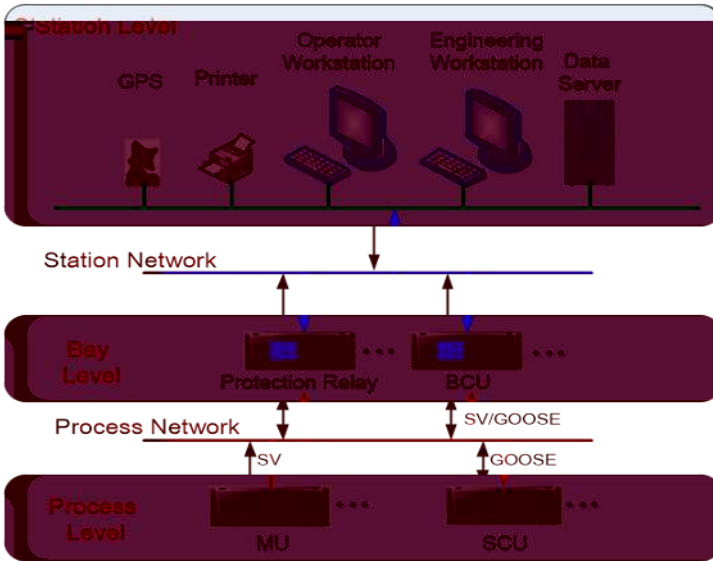 Station Level
Operator
Workstation
Engineering
Workstation
Data
Server
GPS
Printer
Station Network
Bay
Level
Protection Relay
BCU
SV/GOOSE
Process Network
SV
GOOSE
Process
Level
MU
SCU